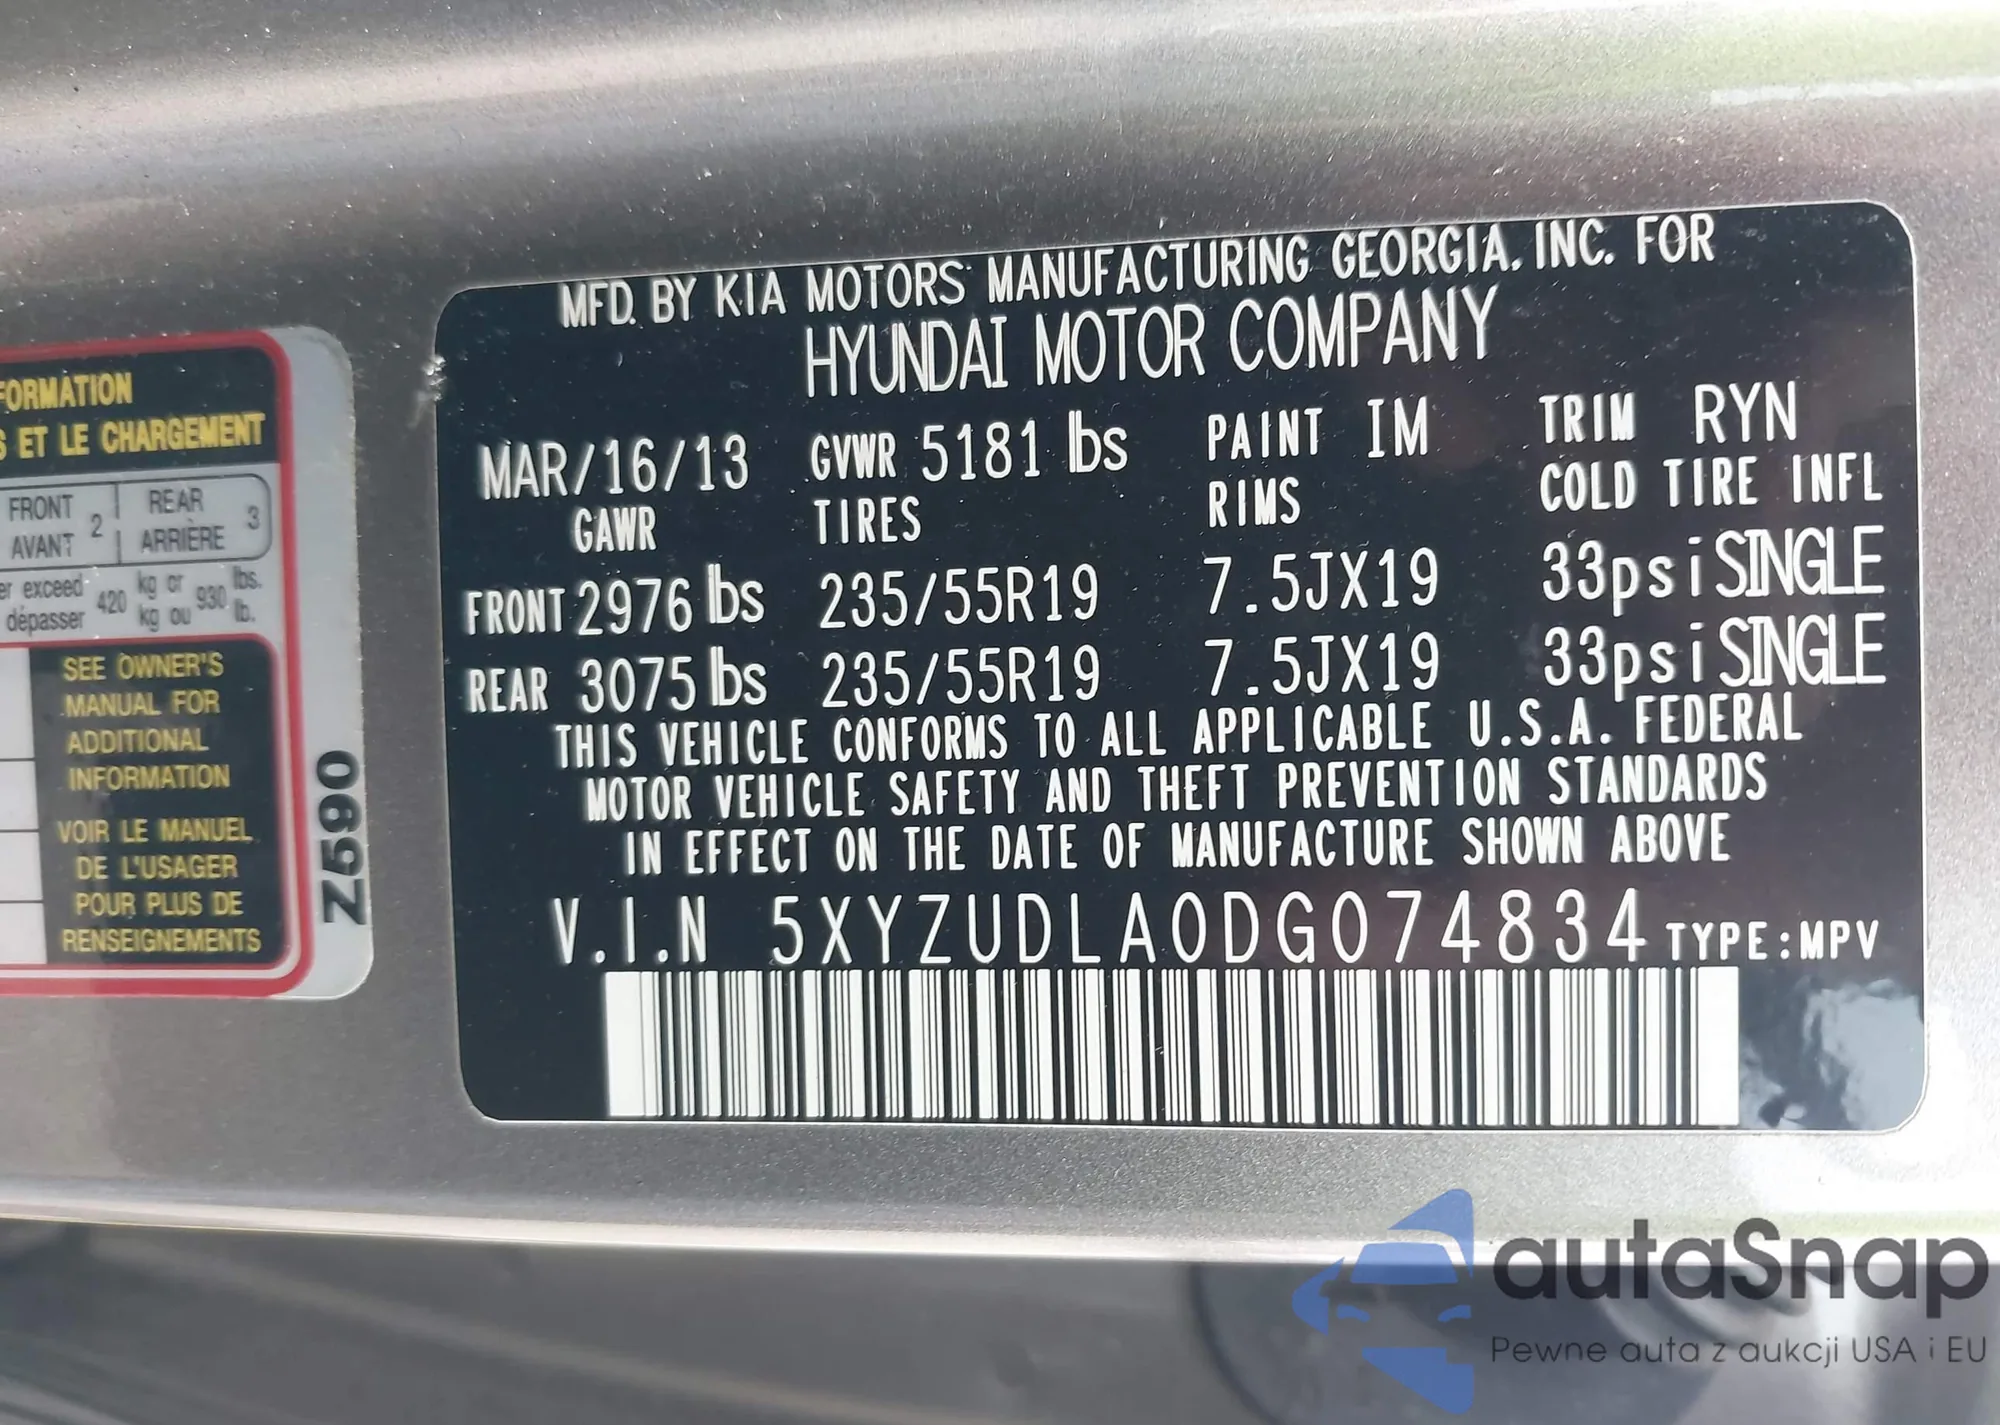 MFD. BY KIA MOTORS MANUFACTURING GEORGIA, INC. FOR
HYUNDAI MOTOR COMPANY
MAR/16/13 GVWR 5181 lbs PAINT IM TRIM RYN
GAWR TIRES RIMS COLD TIRE INFL
FRONT 2976 lbs 235/55R19 7.5JX19 33psi SINGLE
REAR 3075 lbs 235/55R19 7.5JX19 33psi SINGLE
THIS VEHICLE CONFORMS TO ALL APPLICABLE U.S.A. FEDERAL
MOTOR VEHICLE SAFETY AND THEFT PREVENTION STANDARDS
IN EFFECT ON THE DATE OF MANUFACTURE SHOWN ABOVE
V.I.N 5XYZUDLA0DG074834 TYPE:MPV
FORMATION
S ET LE CHARGEMENT
FRONT 2 REAR 3
AVANT ARRIÈRE
er exceed 420 kg or 930 lbs.
dépasser kg ou lb.
SEE OWNER'S
MANUAL FOR
ADDITIONAL
INFORMATION
VOIR LE MANUEL
DE L'USAGER
POUR PLUS DE
RENSEIGNEMENTS
Z590
autaSnap
Pewne auta z aukcji USA i EU